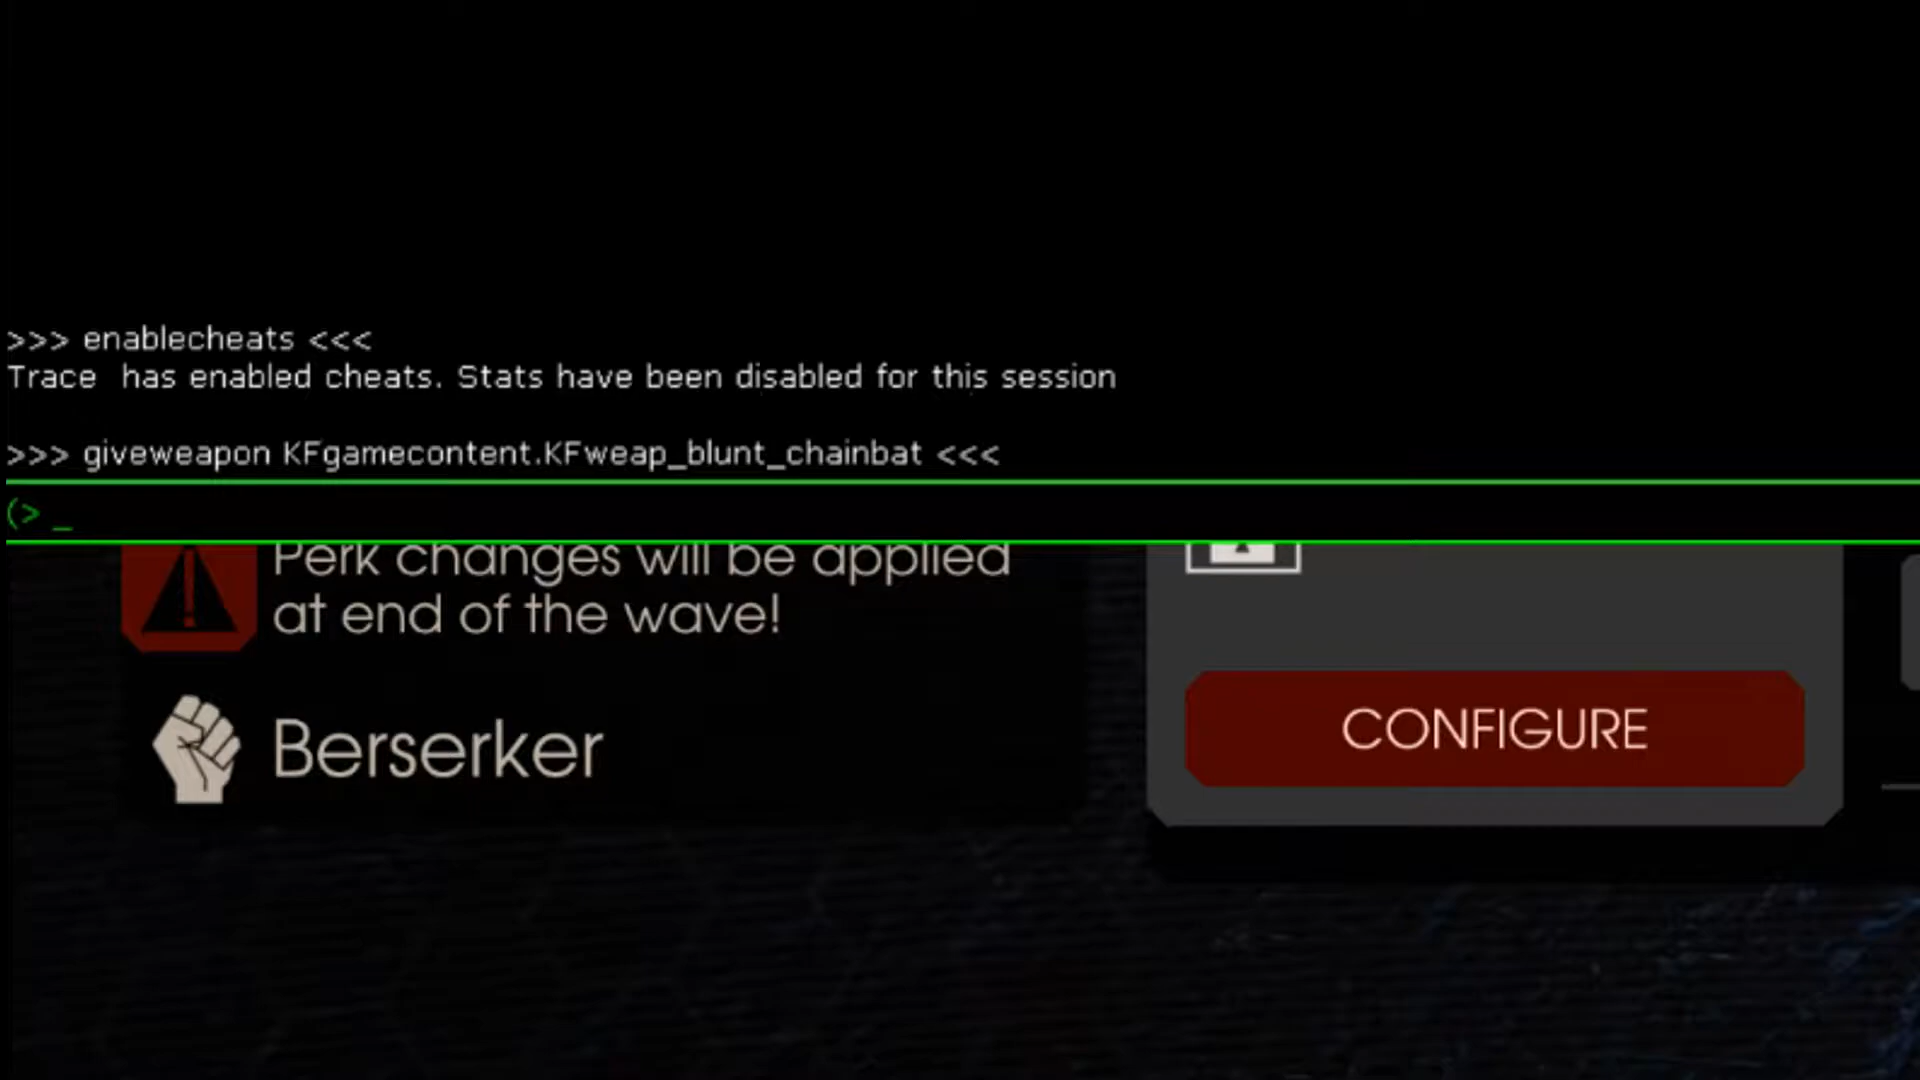 >>> enablecheats <<<
Trace  has enabled cheats. Stats have been disabled for this session
>>> giveweapon KFgamecontent.KFweap_blunt_chainbat <<<
(> _
Perk changes will be applied
at end of the wave!
Berserker
CONFIGURE